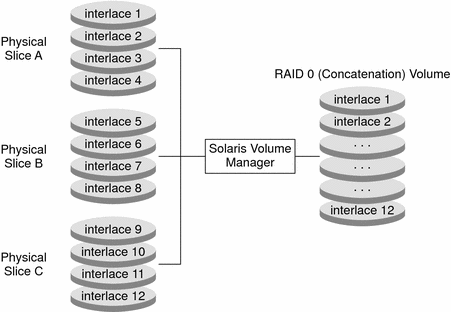 interlace 1
Physical
Slice A
interlace 2
interlace 3
interlace 4
Physical
Slice B
interlace 5
interlace 6
interlace 7
interlace 8
Physical
Slice C
interlace 9
interlace 10
interlace 11
interlace 12
Solaris Volume
Manager
RAID 0 (Concatenation) Volume
interlace 1
interlace 2
. . .
. . .
. . .
interlace 12